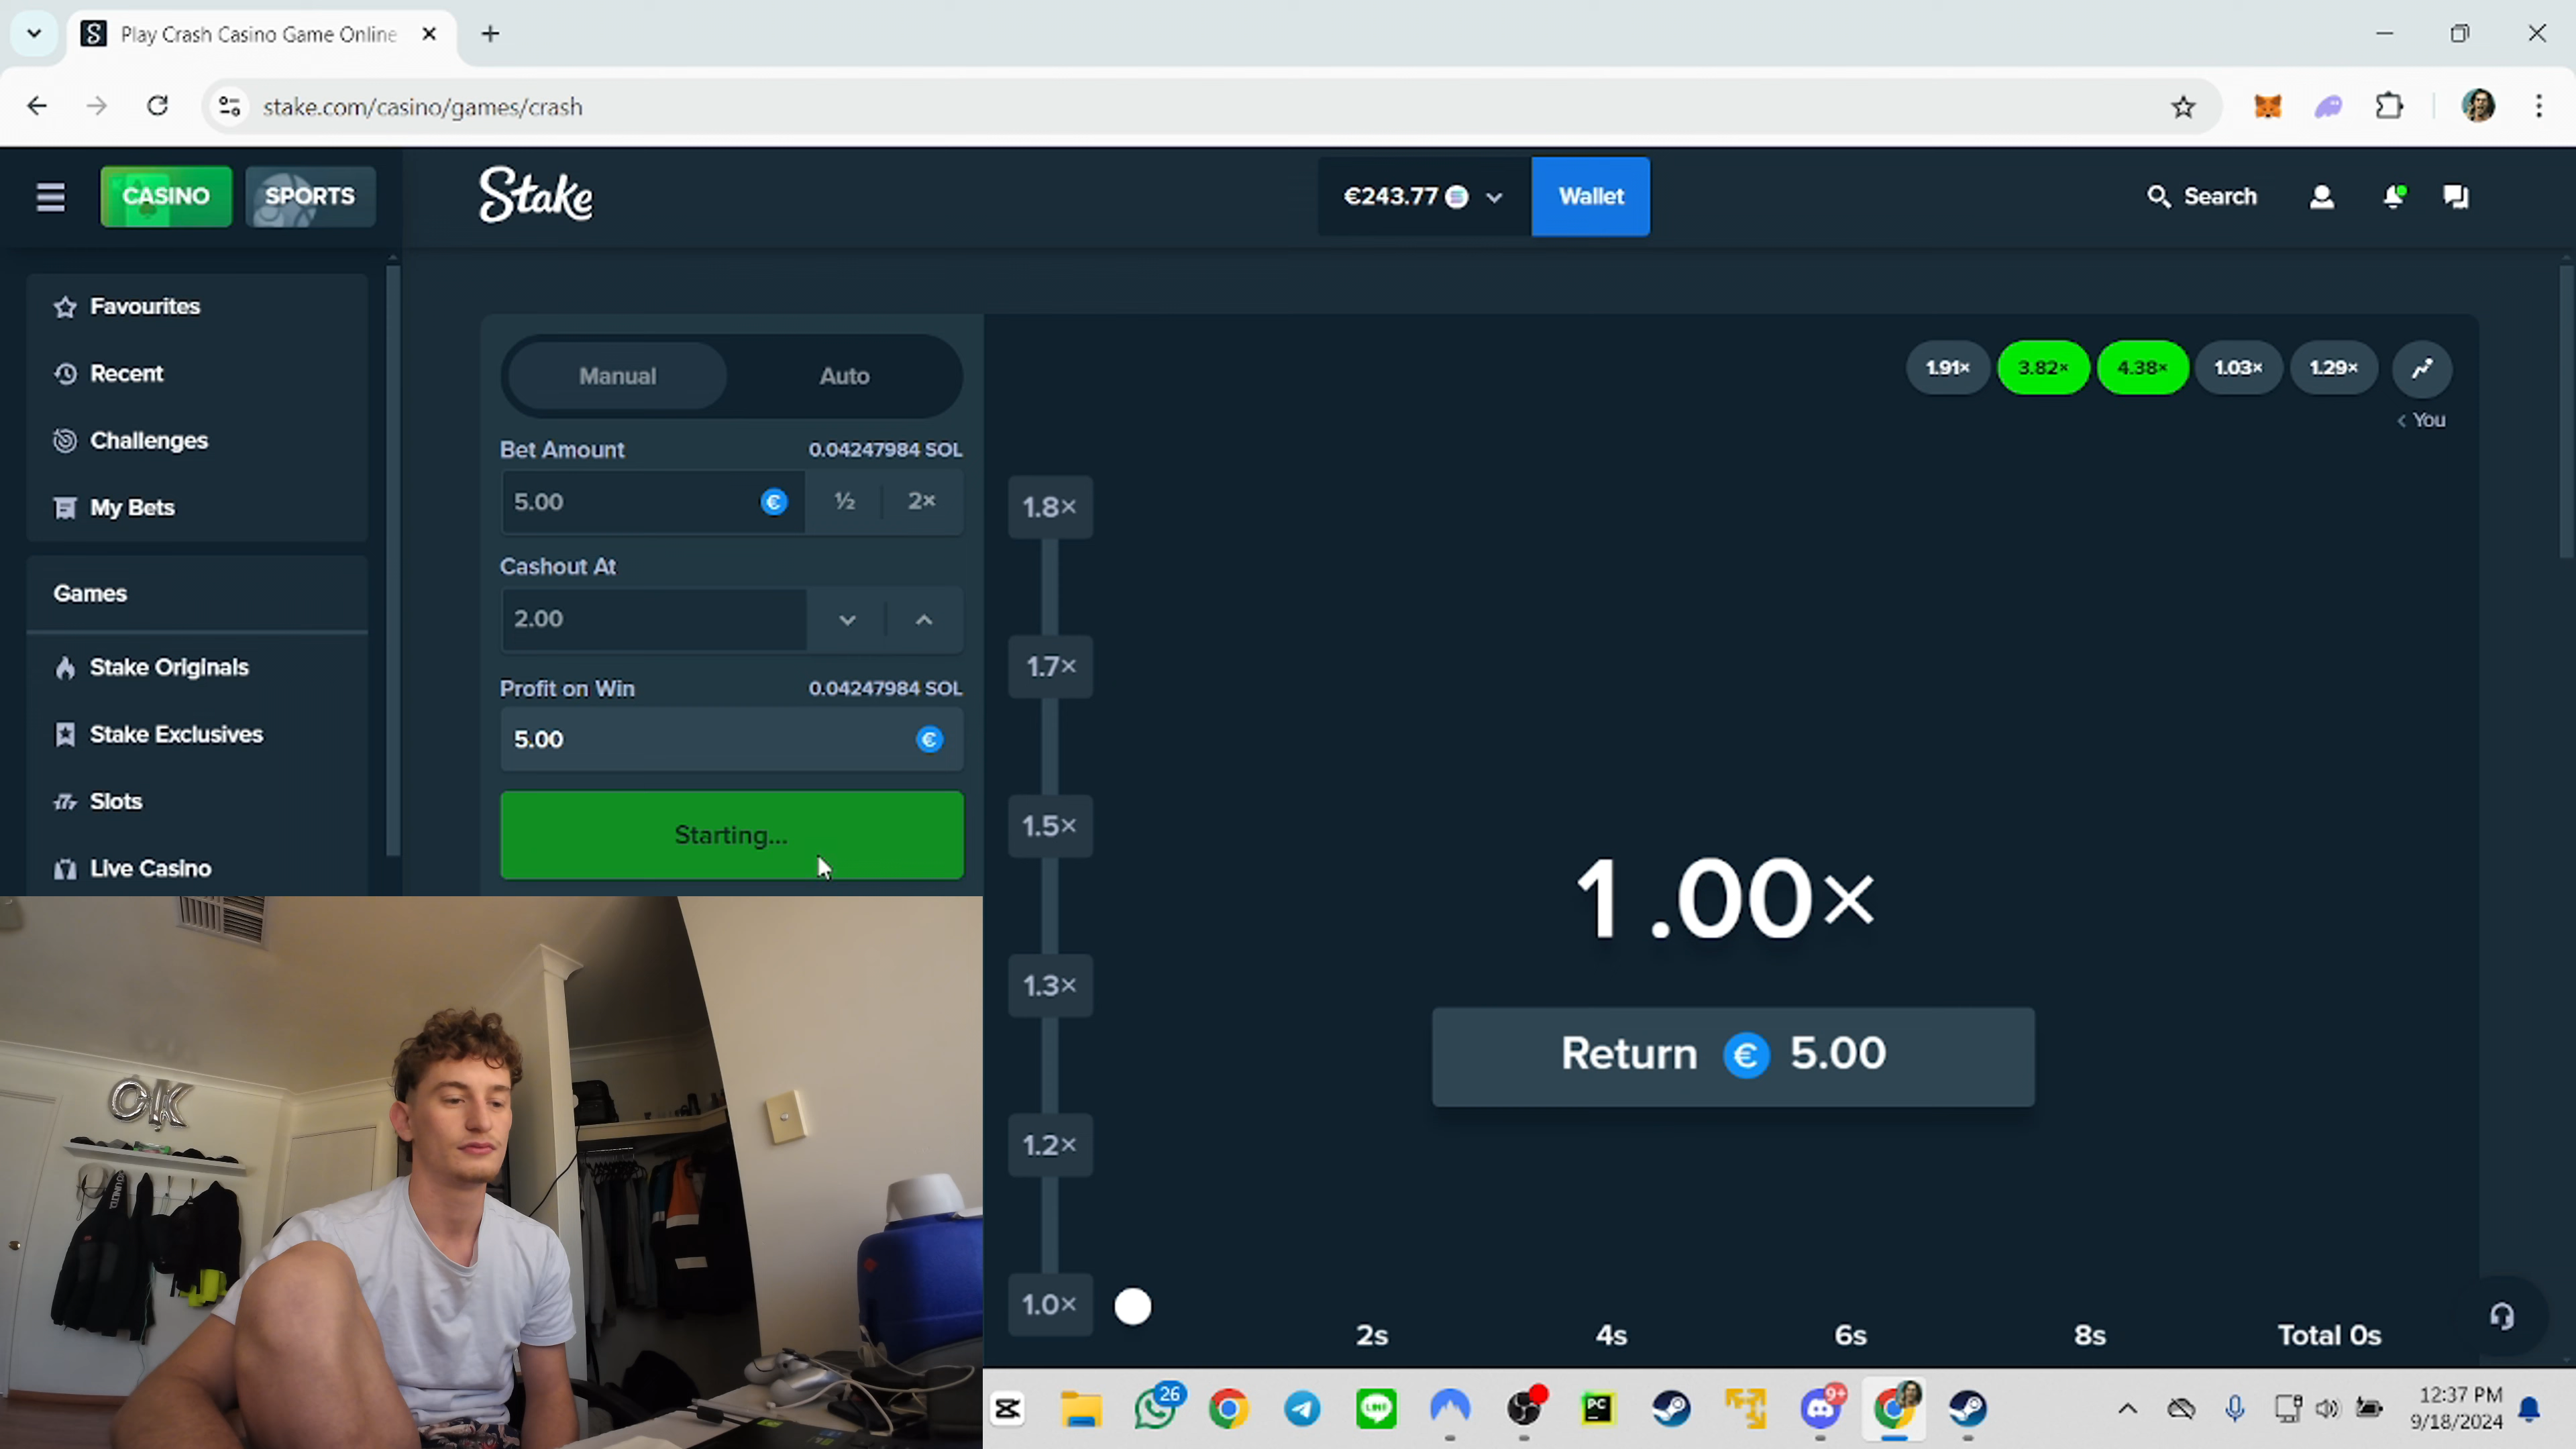 Play Crash Casino Game Online
stake.com/casino/games/crash
CASINO
SPORTS
Stake
€243.77
Wallet
Search
Favourites
Recent
Challenges
My Bets
Games
Stake Originals
Stake Exclusives
Slots
Live Casino
Manual
Auto
Bet Amount
0.04247984 SOL
5.00
½
2×
Cashout At
2.00
Profit on Win
0.04247984 SOL
5.00
Starting...
1.91×
3.82×
4.38×
1.03×
1.29×
You
1.8×
1.7×
1.5×
1.3×
1.2×
1.0×
1.00×
Return € 5.00
2s
4s
6s
8s
Total 0s
OK
26
LINE
PC
9+
12:37 PM
9/18/2024